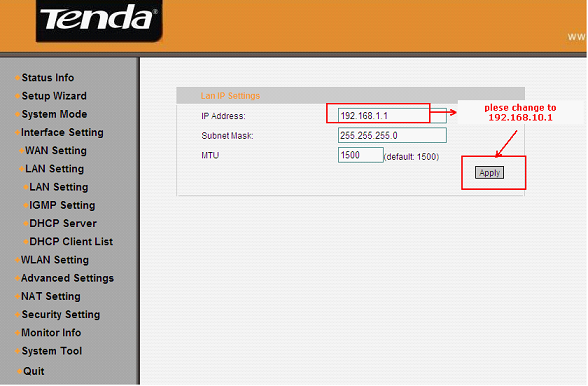 Tenda
ww
Status Info
Setup Wizard
System Mode
Interface Setting
WAN Setting
LAN Setting
LAN Setting
IGMP Setting
DHCP Server
DHCP Client List
WLAN Setting
Advanced Settings
NAT Setting
Security Setting
Monitor Info
System Tool
Quit
Lan IP Settings
IP Address: 192.168.1.1
Subnet Mask: 255.255.255.0
MTU 1500 (default: 1500)
Apply
plese change to
192.168.10.1